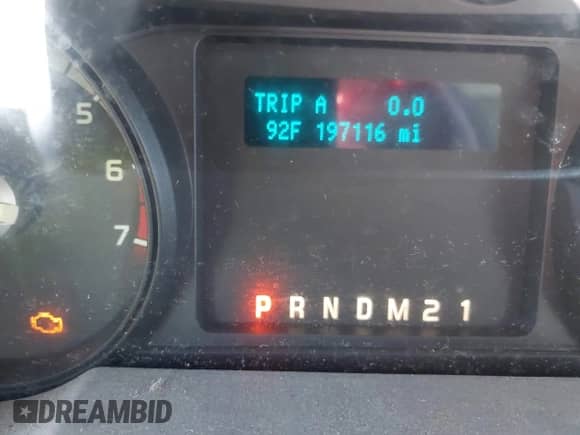 TRIP A 0.0
92F 197116 mi
5
6
7
P R N D M 2 1
DREAMBID